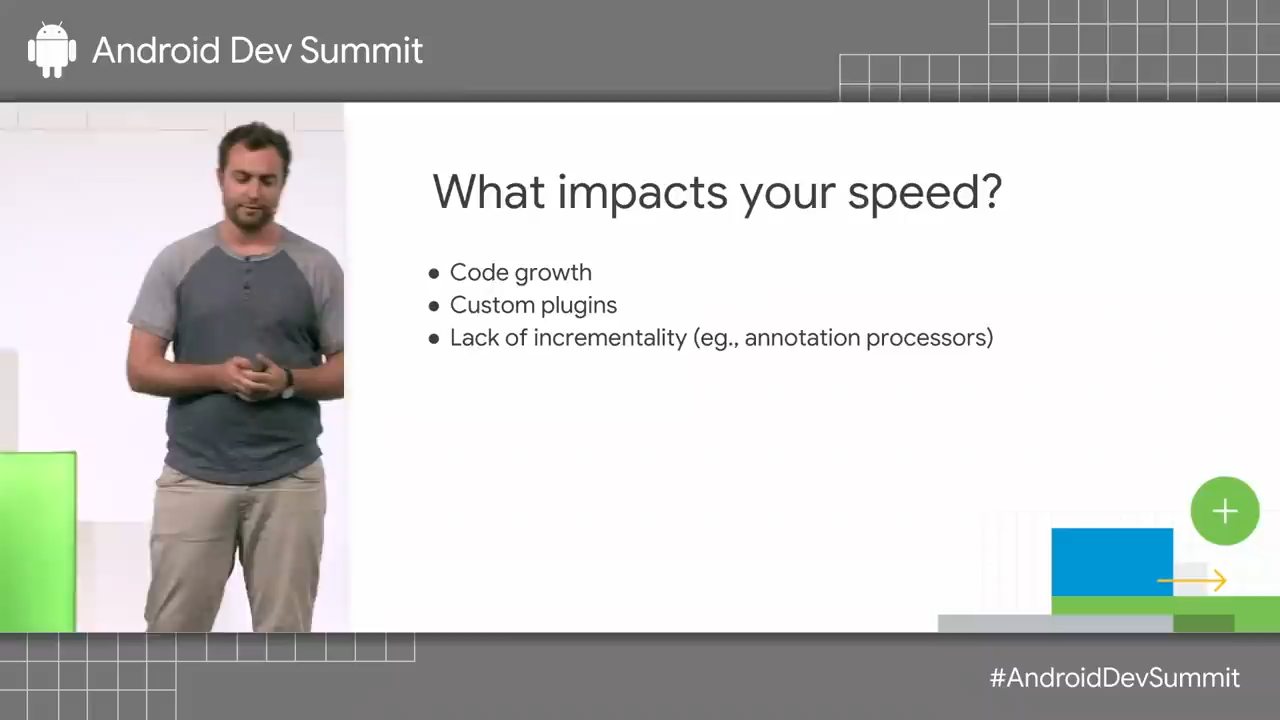 Android Dev Summit
What impacts your speed?
● Code growth
● Custom plugins
● Lack of incrementality (eg., annotation processors)
#AndroidDevSummit